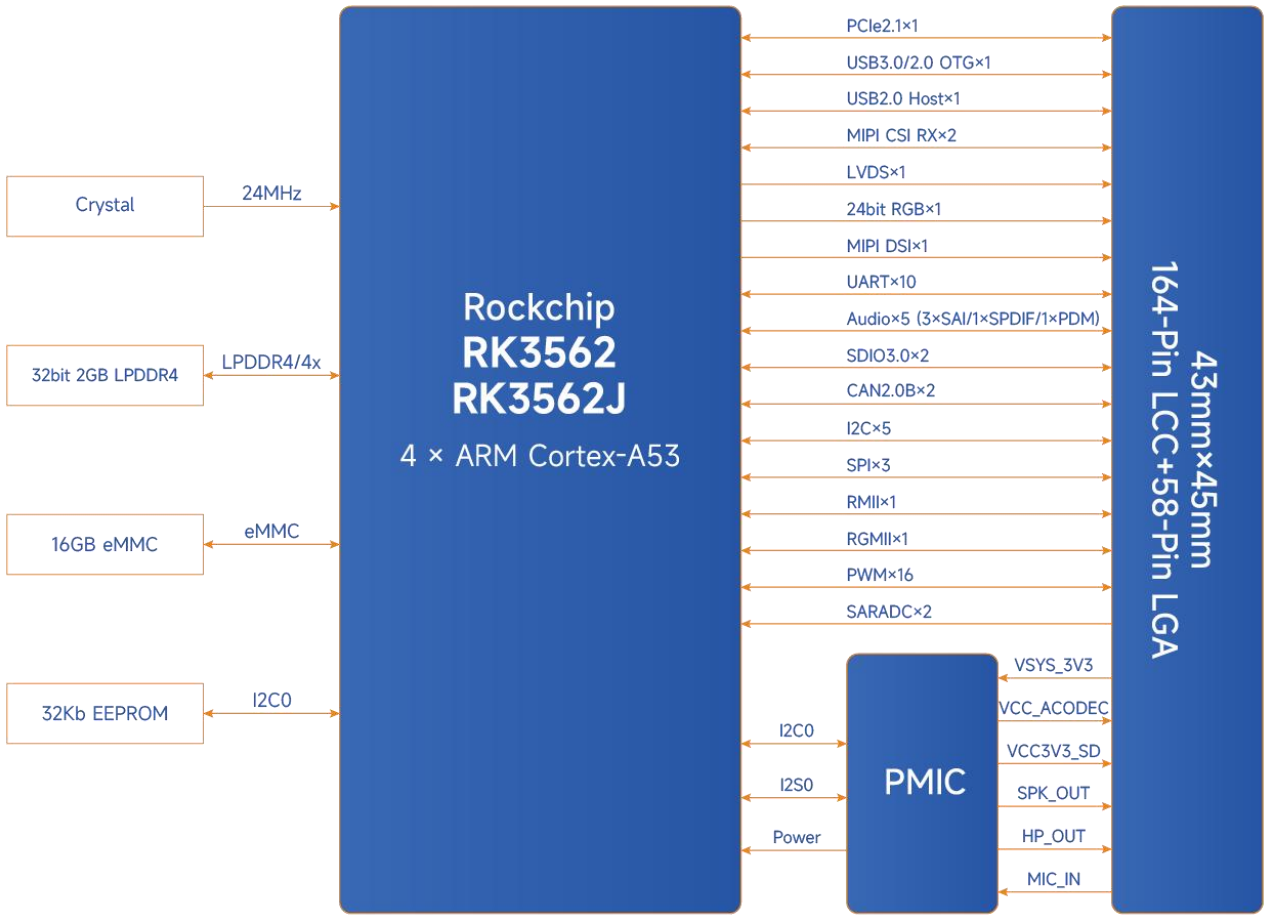 Crystal
24MHz
32bit 2GB LPDDR4
LPDDR4/4x
16GB eMMC
eMMC
32Kb EEPROM
I2C0
Rockchip
RK3562
RK3562J
4 × ARM Cortex-A53
PCIe2.1×1
USB3.0/2.0 OTG×1
USB2.0 Host×1
MIPI CSI RX×2
LVDS×1
24bit RGB×1
MIPI DSI×1
UART×10
Audio×5 (3×SAI/1×SPDIF/1×PDM)
SDIO3.0×2
CAN2.0B×2
I2C×5
SPI×3
RMII×1
RGMII×1
PWM×16
SARADC×2
I2C0
I2S0
Power
PMIC
VSYS_3V3
VCC_ACODEC
VCC3V3_SD
SPK_OUT
HP_OUT
MIC_IN
43mm×45mm
164-Pin LCC+58-Pin LGA